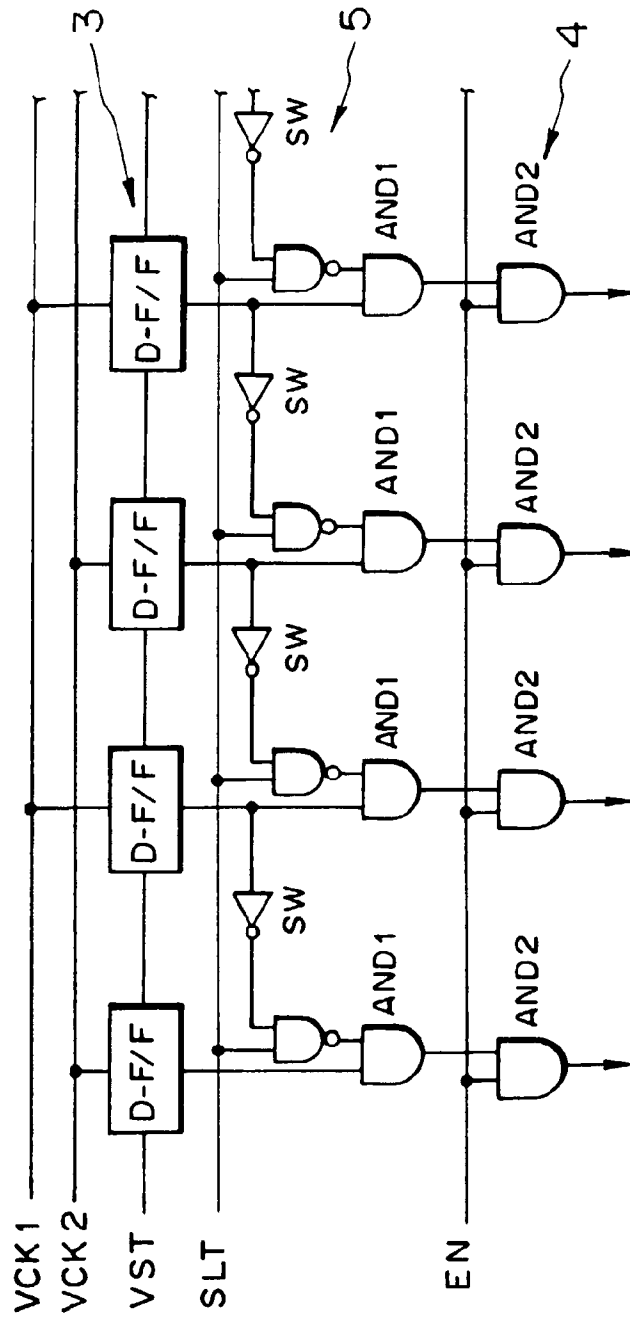 VCK1
VCK2
VST
SLT
EN
3
5
4
D-F/F
D-F/F
D-F/F
D-F/F
SW
SW
SW
SW
AND1
AND1
AND1
AND1
AND2
AND2
AND2
AND2